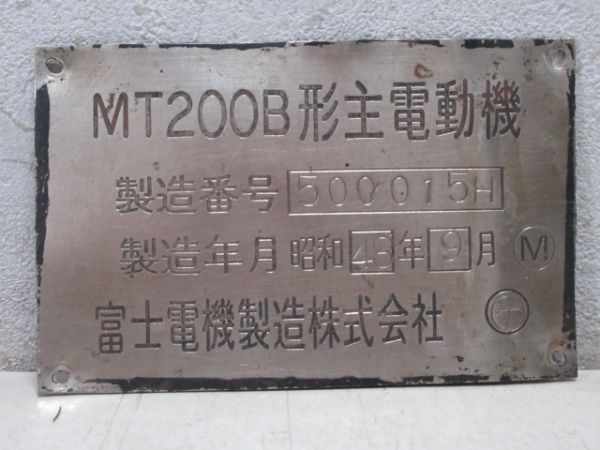 MT200B形主電動機
製造番号 500015H
製造年月 昭和48年9月 Ⓜ
富士電機製造株式会社